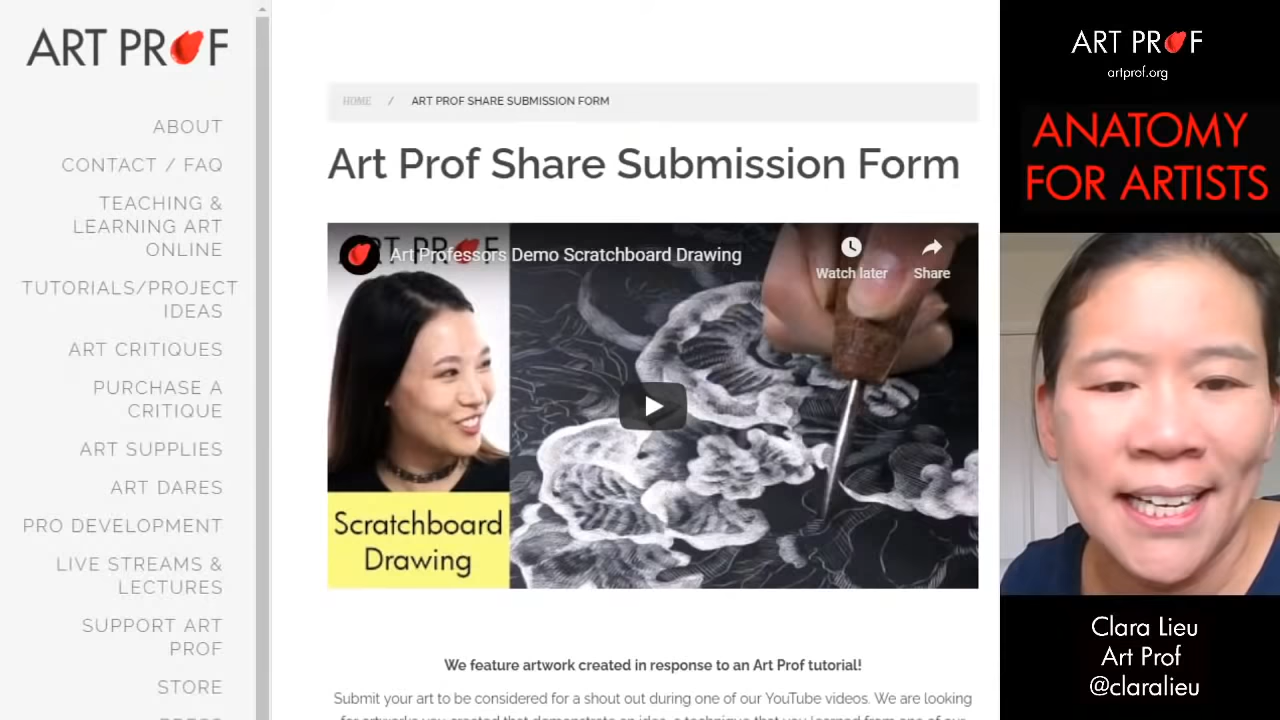 ART PROF
ABOUT
CONTACT / FAQ
TEACHING &
LEARNING ART
ONLINE
TUTORIALS/PROJECT
IDEAS
ART CRITIQUES
PURCHASE A
CRITIQUE
ART SUPPLIES
ART DARES
PRO DEVELOPMENT
LIVE STREAMS &
LECTURES
SUPPORT ART
PROF
STORE
HOME / ART PROF SHARE SUBMISSION FORM
Art Prof Share Submission Form
ART PROF
Art Professors Demo Scratchboard Drawing
Watch later
Share
Scratchboard
Drawing
We feature artwork created in response to an Art Prof tutorial!
Submit your art to be considered for a shout out during one of our YouTube videos. We are looking
ART PROF
artprof.org
ANATOMY
FOR ARTISTS
Clara Lieu
Art Prof
@claralieu